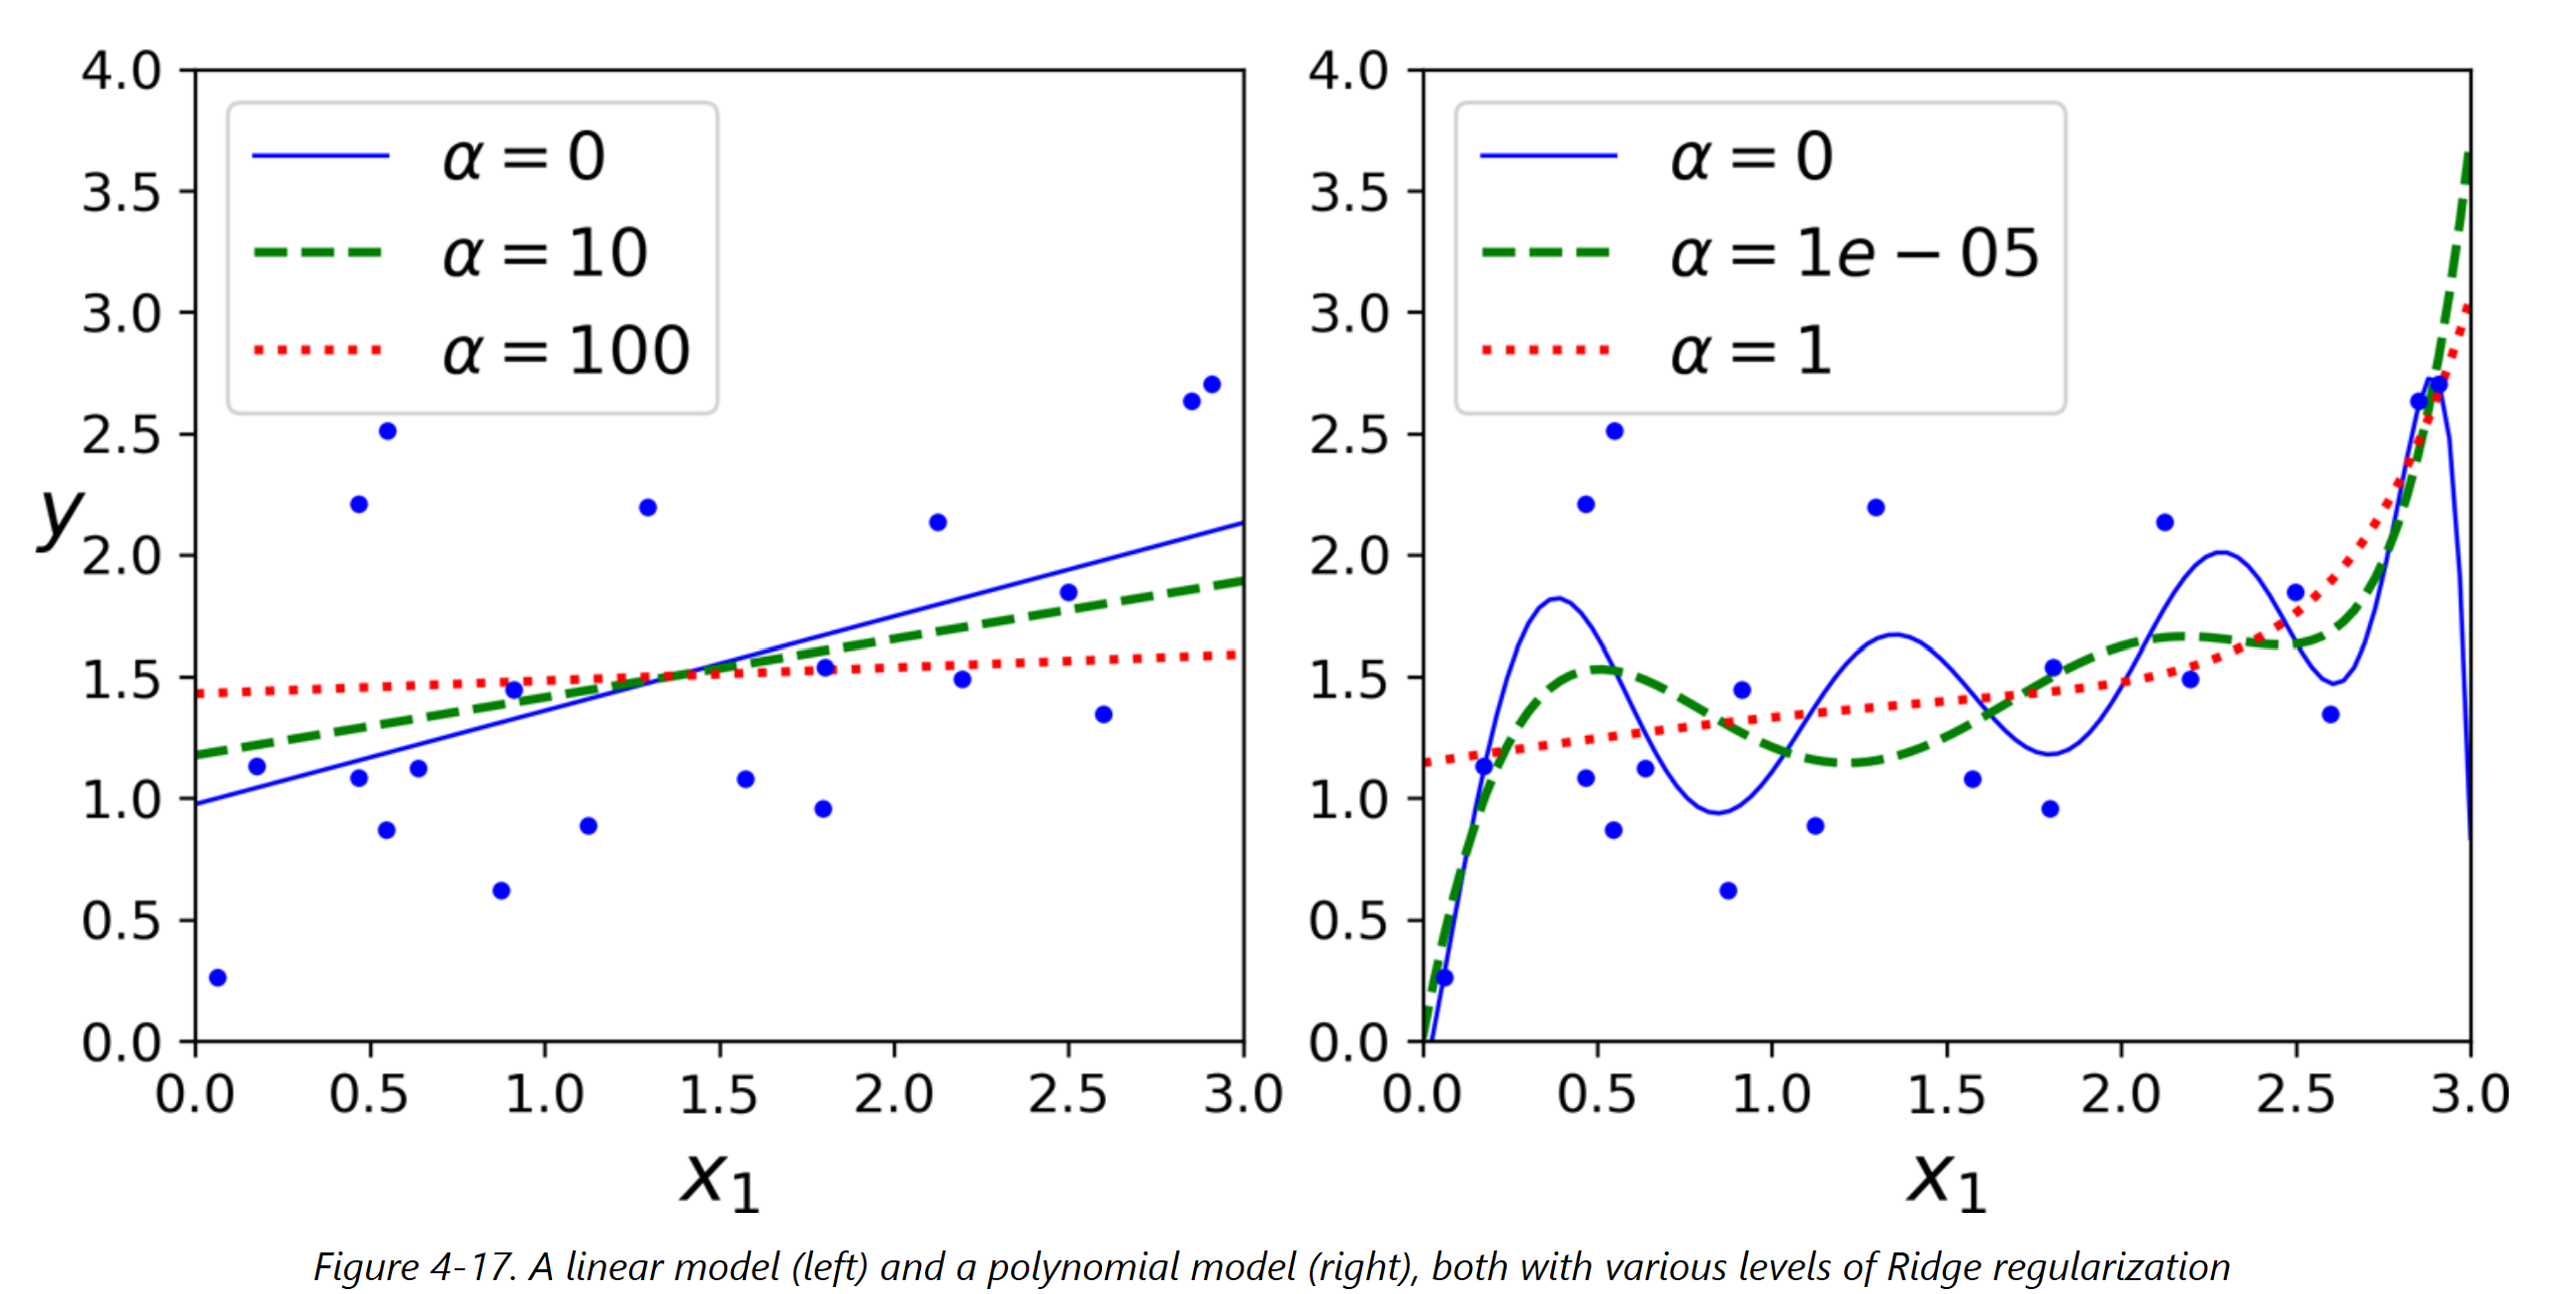 4.0
3.5
3.0
2.5
2.0
1.5
1.0
0.5
0.0
y
α = 0
α = 10
α = 100
0.0 0.5 1.0 1.5 2.0 2.5 3.0
x₁
4.0
3.5
3.0
2.5
2.0
1.5
1.0
0.5
0.0
α = 0
α = 1e − 05
α = 1
0.0 0.5 1.0 1.5 2.0 2.5 3.0
x₁
Figure 4-17. A linear model (left) and a polynomial model (right), both with various levels of Ridge regularization